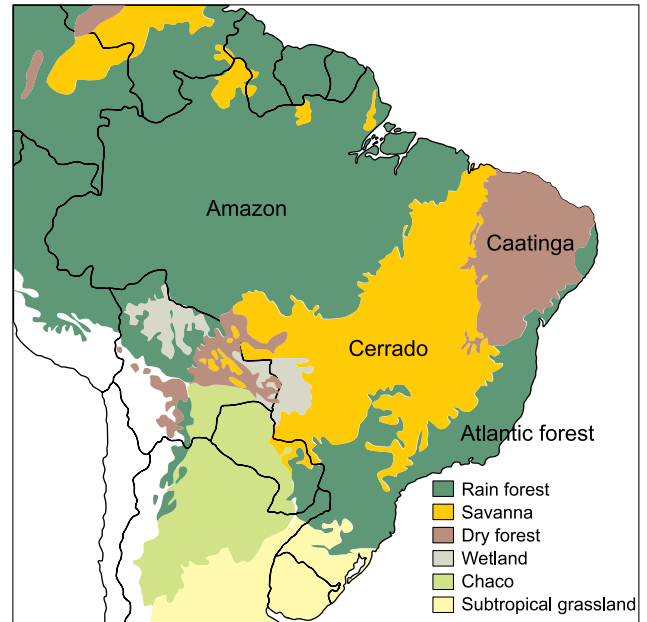 Amazon
Caatinga
Cerrado
Atlantic forest
Rain forest
Savanna
Dry forest
Wetland
Chaco
Subtropical grassland